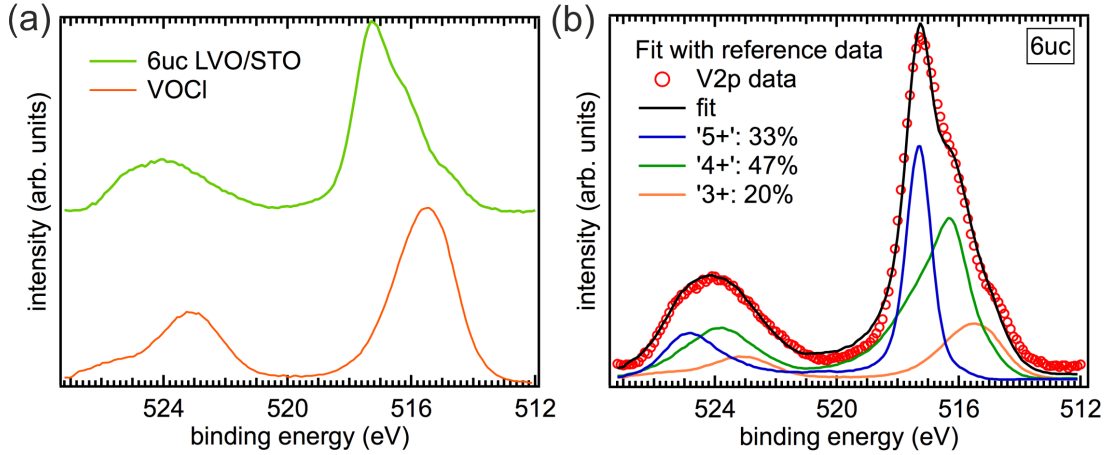 (a)
6uc LVO/STO
VOCl
intensity (arb. units)
524
520
516
512
binding energy (eV)
(b)
6uc
Fit with reference data
V2p data
fit
'5+': 33%
'4+': 47%
'3+: 20%
intensity (arb. units)
524
520
516
512
binding energy (eV)